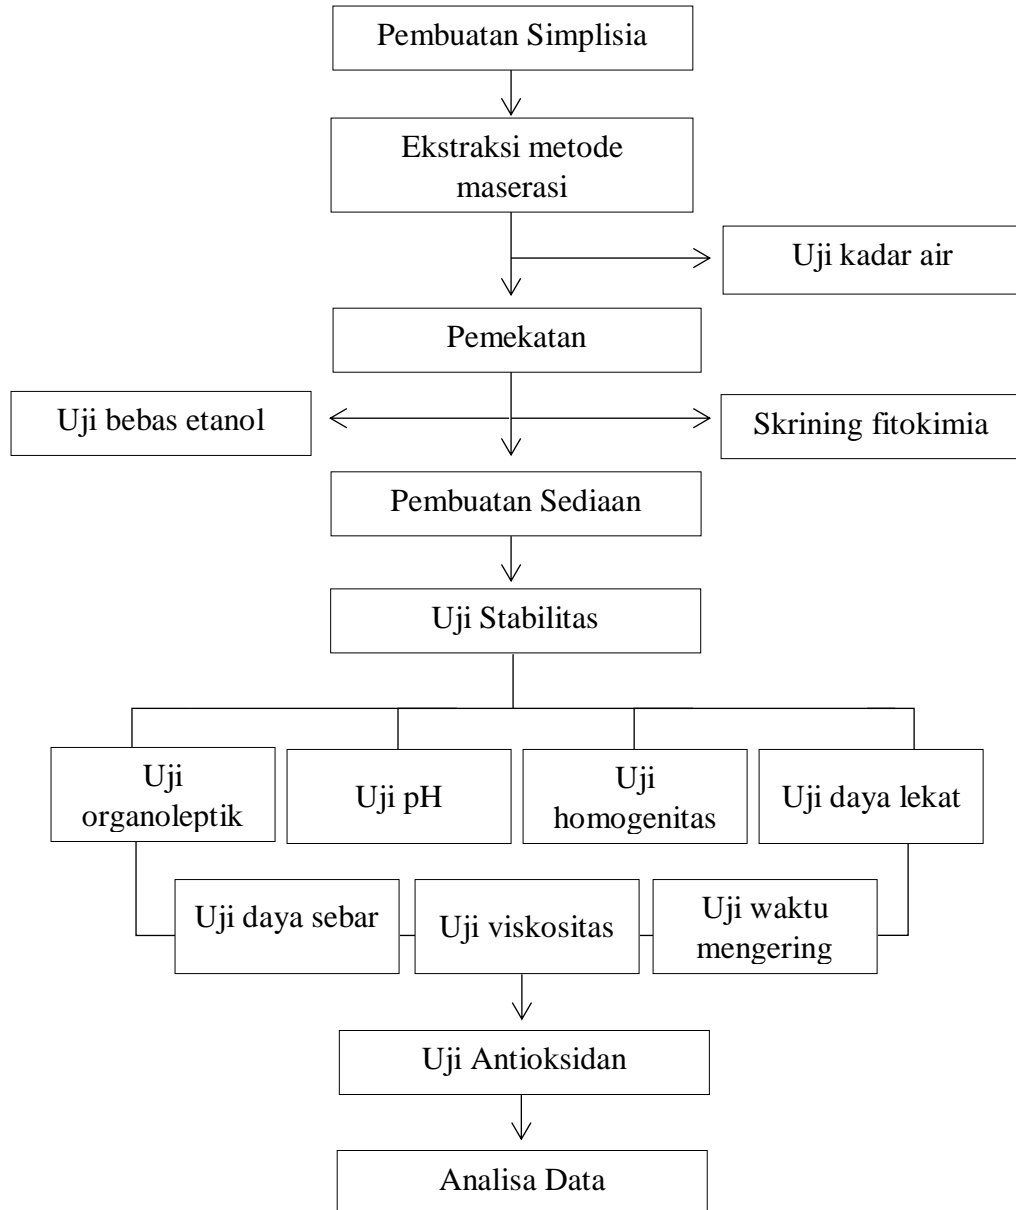 Pembuatan Simplisia
Ekstraksi metode
maserasi
Uji kadar air
Pemekatan
Uji bebas etanol
Skrining fitokimia
Pembuatan Sediaan
Uji Stabilitas
Uji
organoleptik
Uji pH
Uji
homogenitas
Uji daya lekat
Uji daya sebar
Uji viskositas
Uji waktu
mengering
Uji Antioksidan
Analisa Data